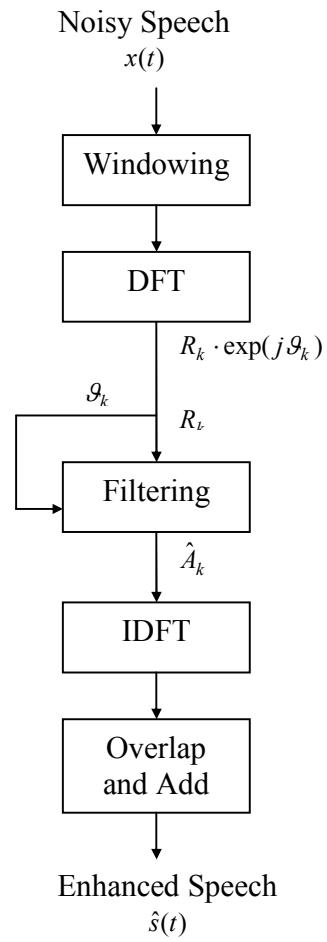 Noisy Speech
x(t)
Windowing
DFT
R_k · exp(jϑ_k)
ϑ_k
R_k
Filtering
Â_k
IDFT
Overlap
and Add
Enhanced Speech
ŝ(t)